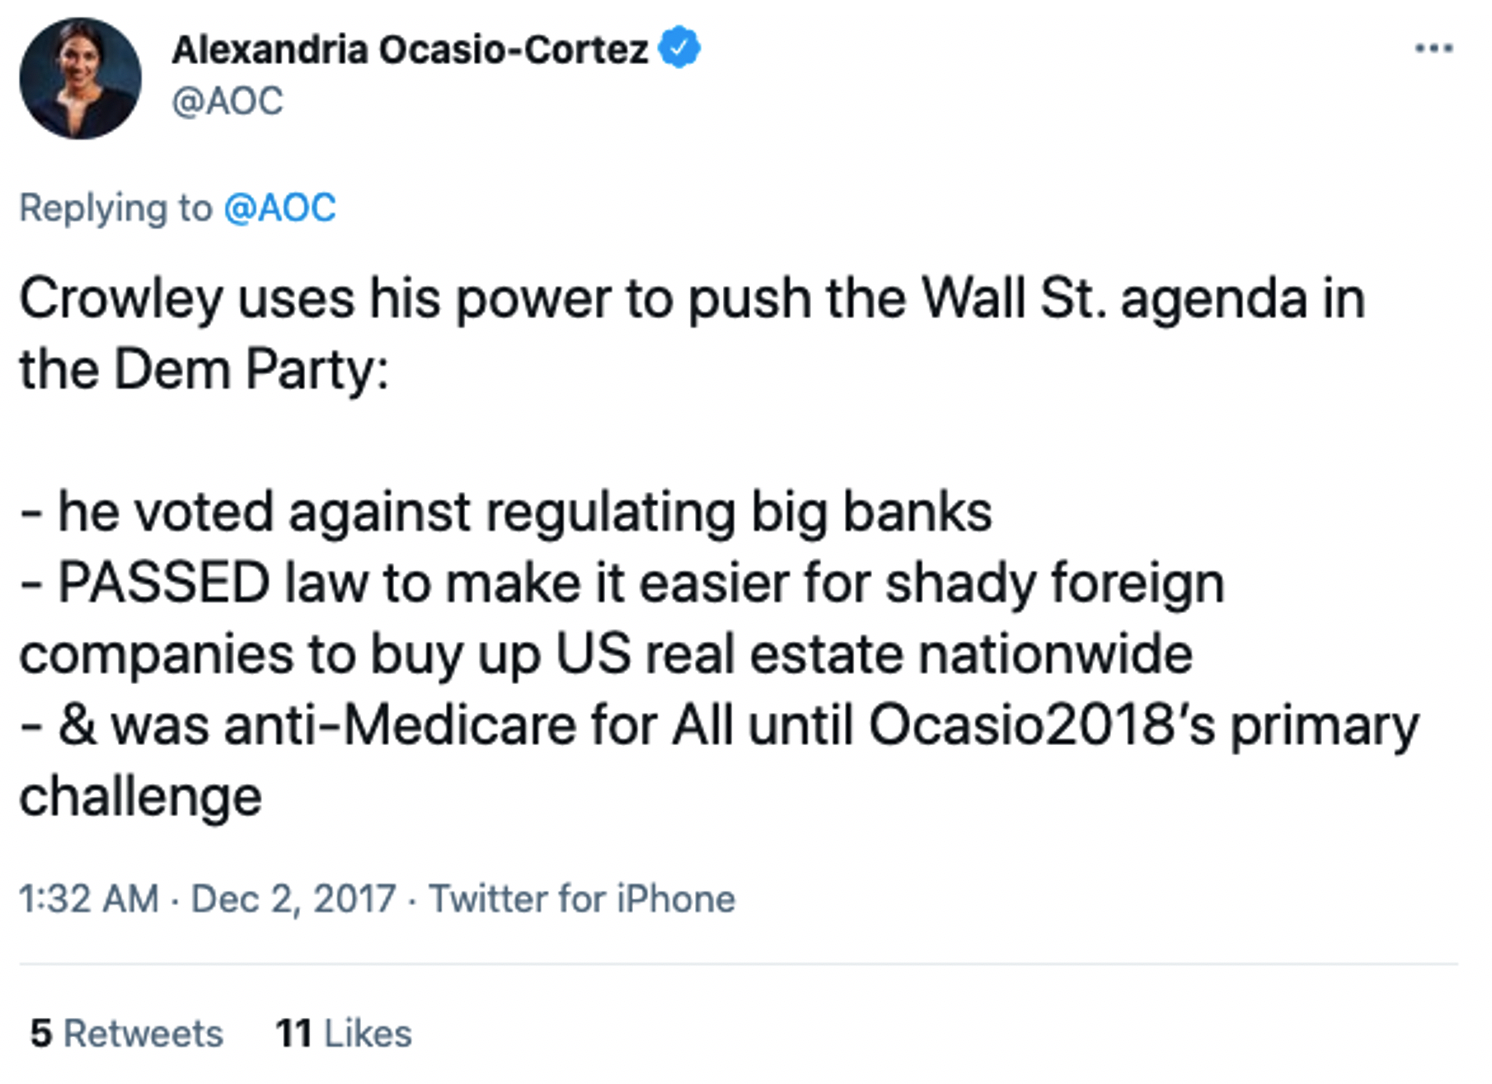 Alexandria Ocasio-Cortez
@AOC
Replying to @AOC
Crowley uses his power to push the Wall St. agenda in
the Dem Party:
- he voted against regulating big banks
- PASSED law to make it easier for shady foreign
companies to buy up US real estate nationwide
- & was anti-Medicare for All until Ocasio2018’s primary
challenge
1:32 AM · Dec 2, 2017 · Twitter for iPhone
5 Retweets 11 Likes